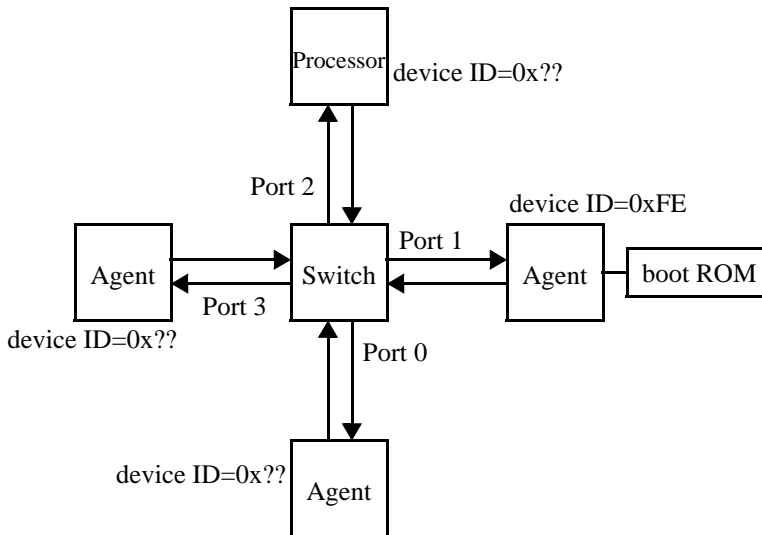 Processor
device ID=0x??
Port 2
device ID=0xFE
Port 1
Agent
Switch
Agent
boot ROM
Port 3
device ID=0x??
Port 0
device ID=0x??
Agent